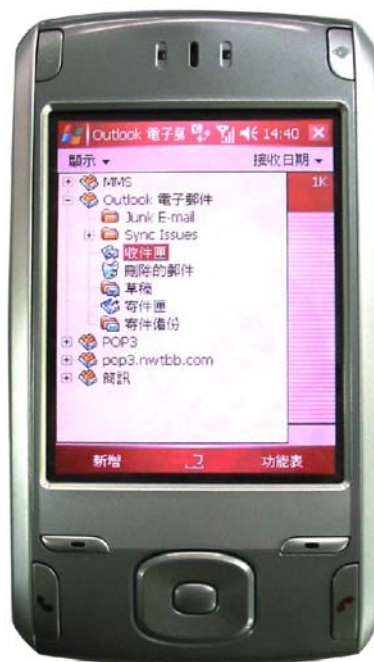 Outlook 電子郵 14:40
顯示 接收日期
MMS 1K
Outlook 電子郵件
Junk E-mail
Sync Issues
收件匣
刪除的郵件
草稿
寄件匣
寄件備份
POP3
pop3.nwtbb.com
簡訊
新增 功能表